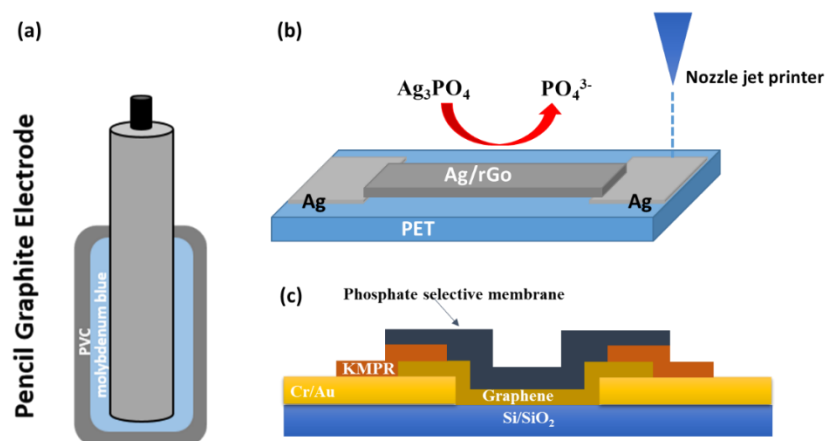 (a)
Pencil Graphite Electrode
PVC
molybdenum blue
(b)
Nozzle jet printer
Ag₃PO₄
PO₄³⁻
Ag/rGo
Ag
Ag
PET
(c)
Phosphate selective membrane
KMPR
Cr/Au
Graphene
Si/SiO₂